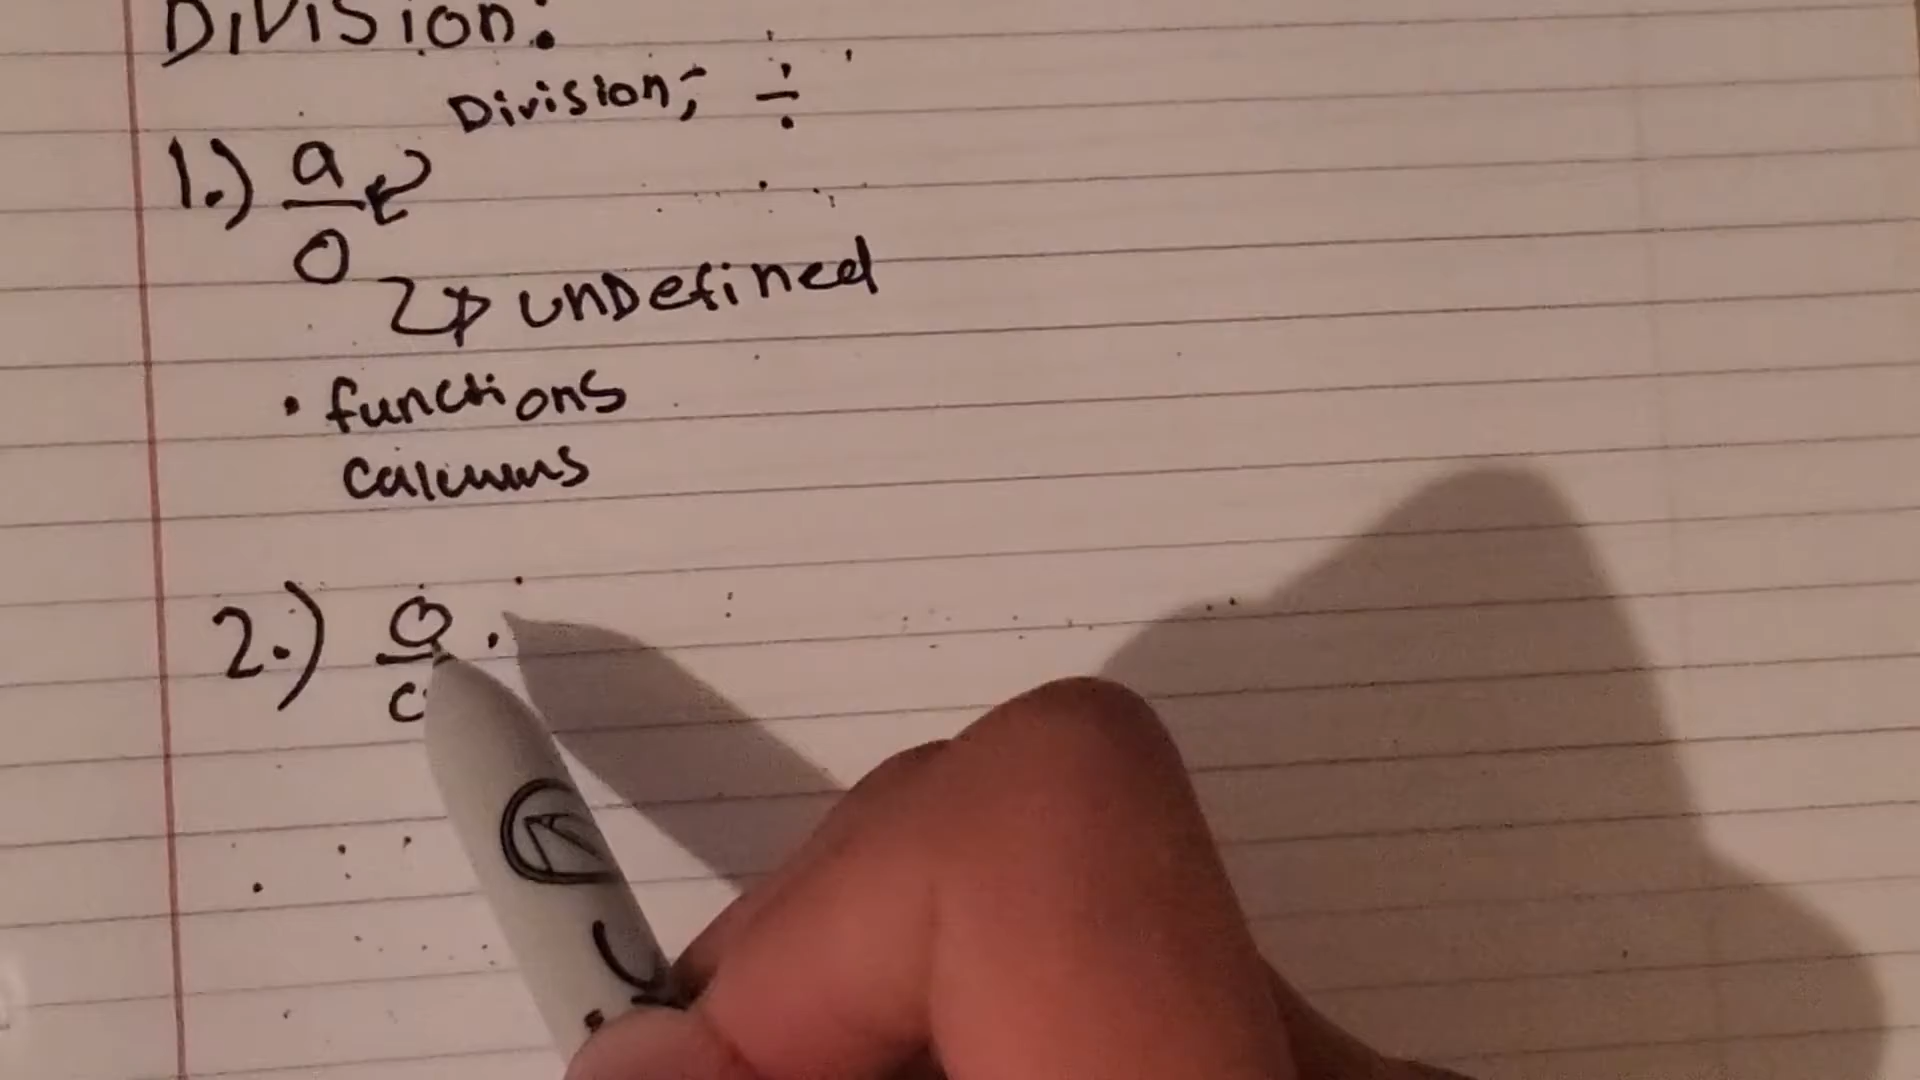 DIVISION:
Division; ÷
1.) a
0
undefined
• functions
calculus
2.) 0